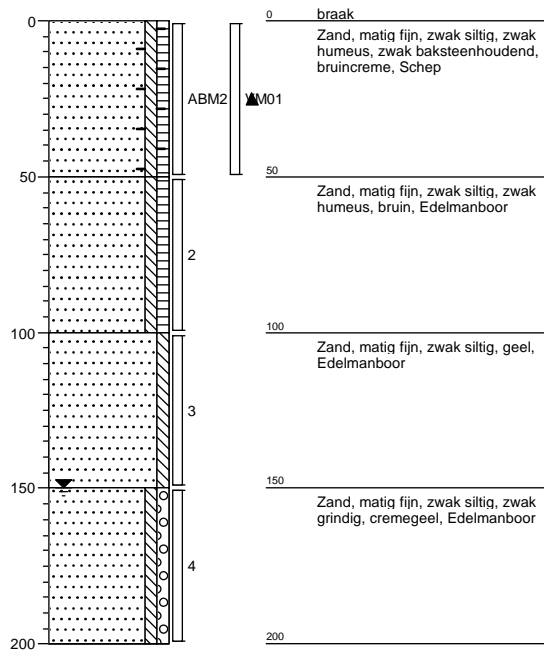 0
0
braak
Zand, matig fijn, zwak siltig, zwak
humeus, zwak baksteenhoudend,
bruincreme, Schep
ABM2
VM01
50
50
Zand, matig fijn, zwak siltig, zwak
humeus, bruin, Edelmanboor
2
100
100
Zand, matig fijn, zwak siltig, geel,
Edelmanboor
3
150
150
Zand, matig fijn, zwak siltig, zwak
grindig, cremegeel, Edelmanboor
4
200
200